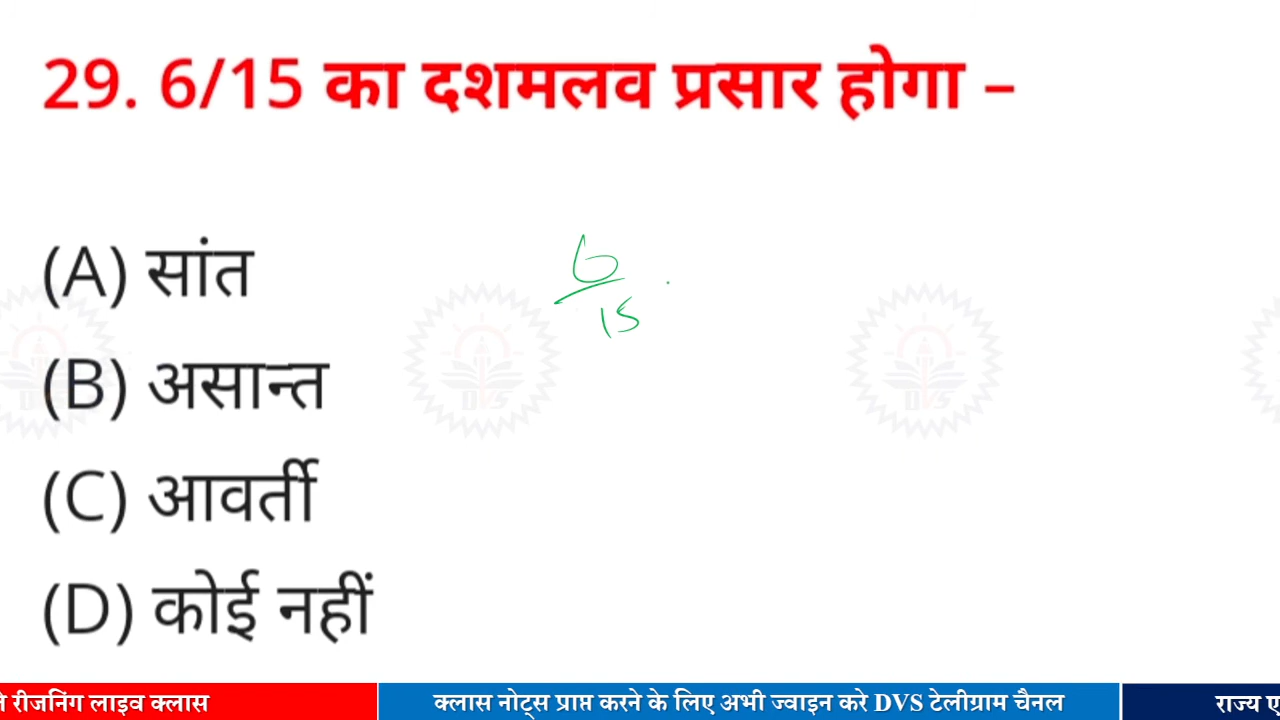 29. 6/15 का दशमलव प्रसार होगा –
(A) सांत
6
15
(B) असान्त
(C) आवर्ती
(D) कोई नहीं
रीजनिंग लाइव क्लास
क्लास नोट्स प्राप्त करने के लिए अभी ज्वाइन करे DVS टेलीग्राम चैनल
राज्य